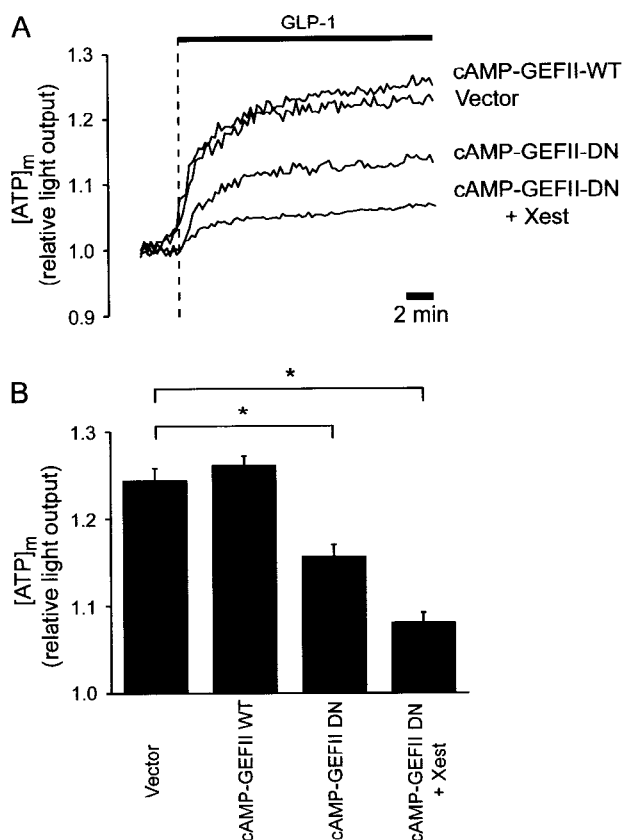 A
GLP-1
[ATP]m
(relative light output)
1.3
1.2
1.1
1.0
0.9
cAMP-GEFII-WT
Vector
cAMP-GEFII-DN
cAMP-GEFII-DN
+ Xest
2 min
B
*
*
[ATP]m
(relative light output)
1.3
1.2
1.1
1.0
Vector
cAMP-GEFII WT
cAMP-GEFII DN
cAMP-GEFII DN
+ Xest